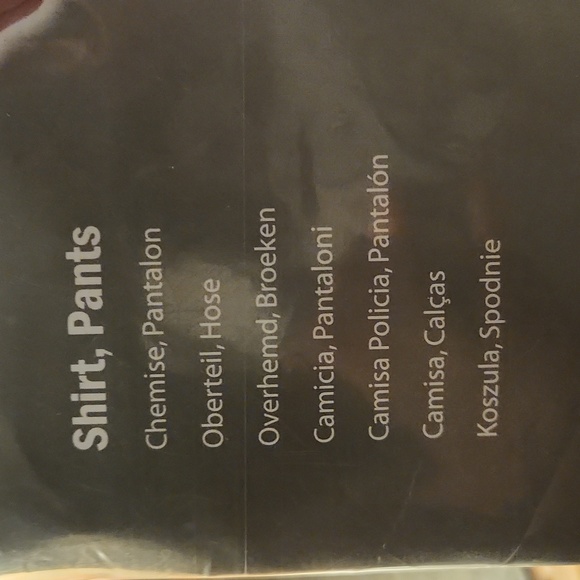 Shirt, Pants
Chemise, Pantalon
Oberteil, Hose
Overhemd, Broeken
Camicia, Pantaloni
Camisa Policia, Pantalón
Camisa, Calças
Koszula, Spodnie